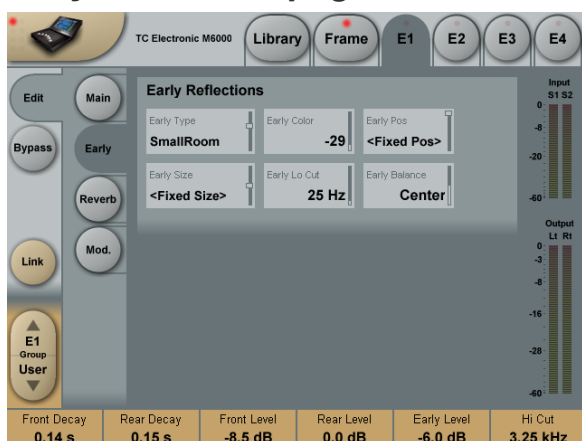 TC Electronic M6000
Library
Frame
E1
E2
E3
E4
Edit
Main
Bypass
Early
Reverb
Mod.
Link
E1
Group
User
Early Reflections
Early Type
SmallRoom
Early Color
-29
Early Pos
<Fixed Pos>
Early Size
<Fixed Size>
Early Lo Cut
25 Hz
Early Balance
Center
Input
S1 S2
0
-8
-20
-60
Output
Lt Rt
0
-3
-8
-16
-28
-60
Front Decay
0.14 s
Rear Decay
0.15 s
Front Level
-8.5 dB
Rear Level
0.0 dB
Early Level
-6.0 dB
Hi Cut
3.25 kHz